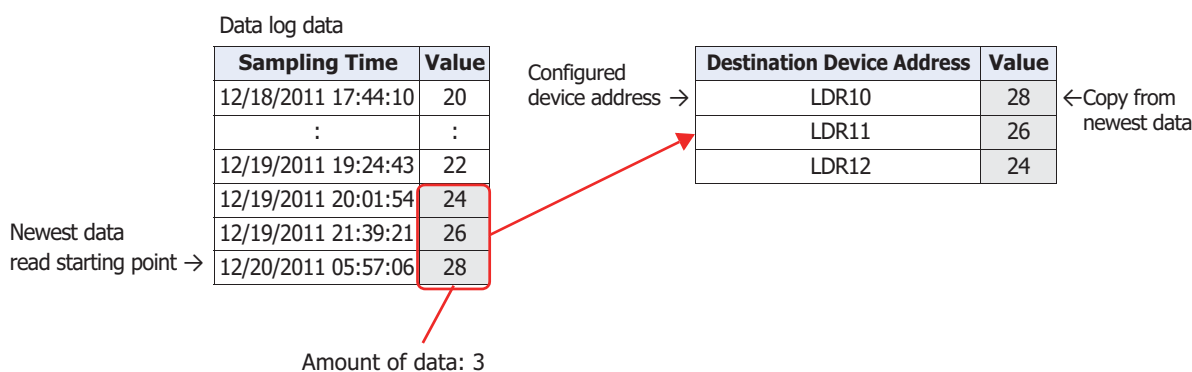 Data log data
Sampling Time Value
12/18/2011 17:44:10 20
: :
12/19/2011 19:24:43 22
12/19/2011 20:01:54 24
12/19/2011 21:39:21 26
12/20/2011 05:57:06 28
Newest data
read starting point →
Amount of data: 3
Configured
device address →
Destination Device Address Value
LDR10 28
LDR11 26
LDR12 24
←Copy from
newest data